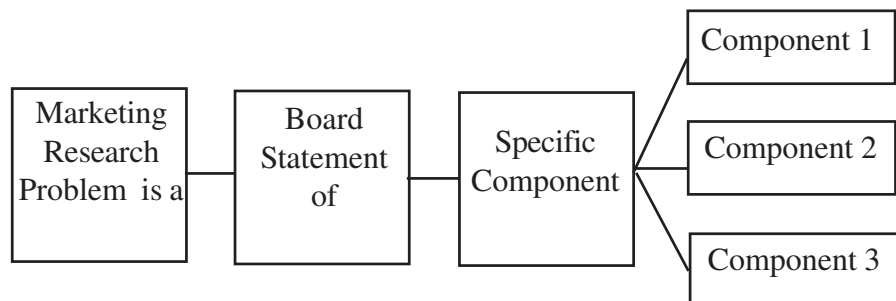 Marketing
Research
Problem is a
Board
Statement
of
Specific
Component
Component 1
Component 2
Component 3